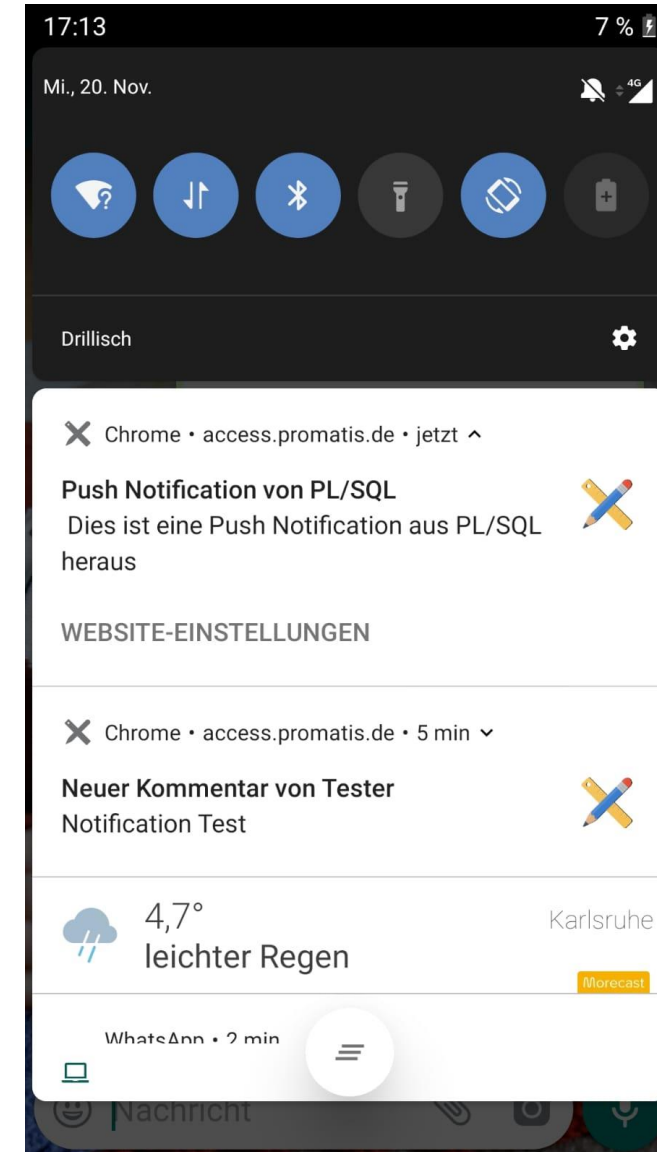 17:13 7 %
Mi., 20. Nov. 4G
Drillisch
Chrome • access.promatis.de • jetzt
Push Notification von PL/SQL
Dies ist eine Push Notification aus PL/SQL
heraus
WEBSITE-EINSTELLUNGEN
Chrome • access.promatis.de • 5 min
Neuer Kommentar von Tester
Notification Test
4,7° Karlsruhe
leichter Regen
Morecast
WhatsApp • 2 min
Nachricht